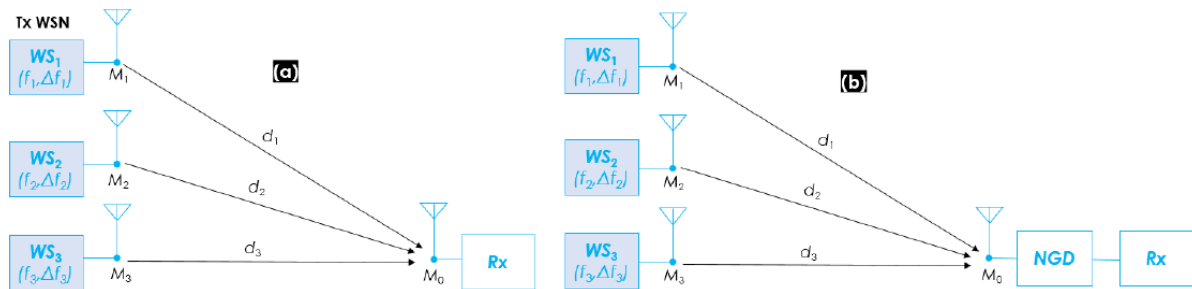 Tx WSN
WS₁
(f₁,Δf₁)
M₁
(a)
d₁
WS₂
(f₂,Δf₂)
M₂
d₂
WS₃
(f₃,Δf₃)
M₃
d₃
M₀
Rx
WS₁
(f₁,Δf₁)
M₁
(b)
d₁
WS₂
(f₂,Δf₂)
M₂
d₂
WS₃
(f₃,Δf₃)
M₃
d₃
M₀
NGD
Rx